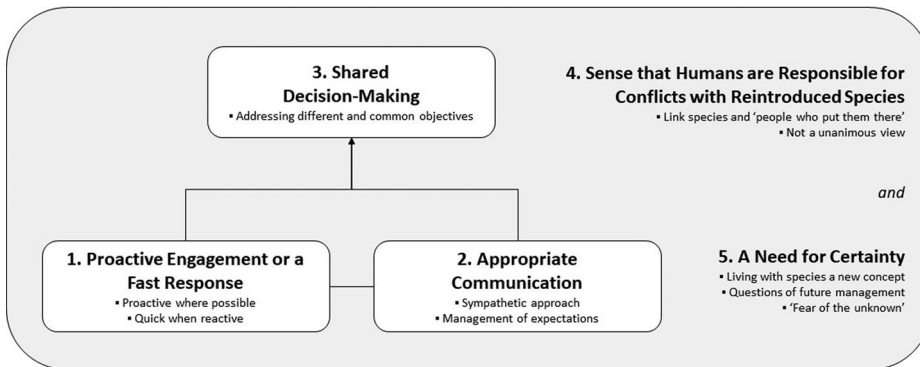 3. Shared
Decision-Making
▪ Addressing different and common objectives
4. Sense that Humans are Responsible for
Conflicts with Reintroduced Species
▪ Link species and ‘people who put them there’
▪ Not a unanimous view
and
1. Proactive Engagement or a
Fast Response
▪ Proactive where possible
▪ Quick when reactive
2. Appropriate
Communication
▪ Sympathetic approach
▪ Management of expectations
5. A Need for Certainty
▪ Living with species a new concept
▪ Questions of future management
▪ ‘Fear of the unknown’